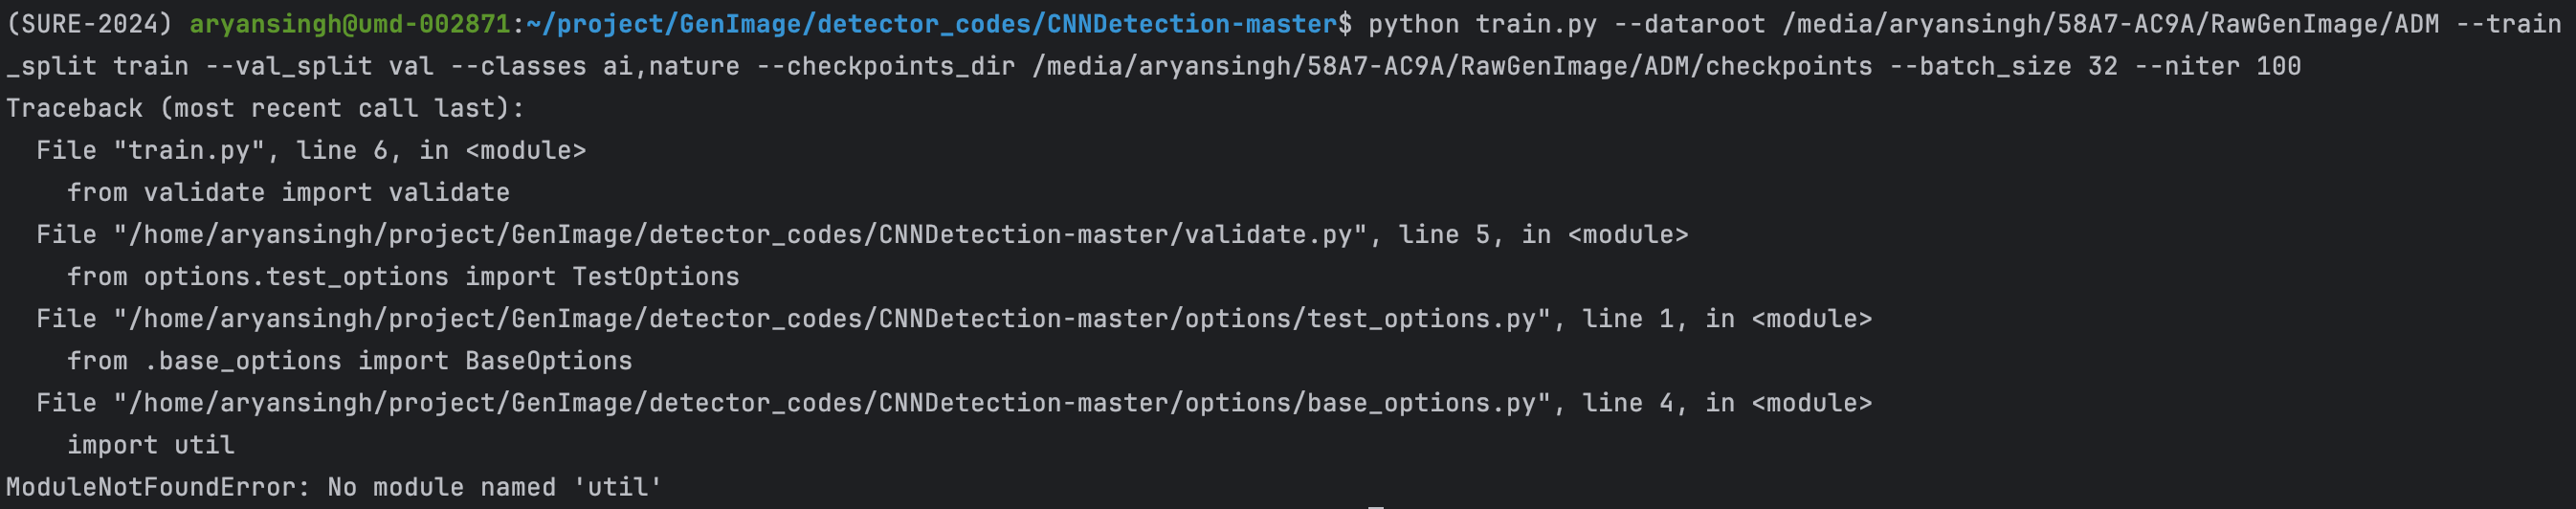 (SURE-2024) aryansingh@umd-002871:~/project/GenImage/detector_codes/CNNDetection-master$ python train.py --dataroot /media/aryansingh/58A7-AC9A/RawGenImage/ADM --train
_split train --val_split val --classes ai,nature --checkpoints_dir /media/aryansingh/58A7-AC9A/RawGenImage/ADM/checkpoints --batch_size 32 --niter 100
Traceback (most recent call last):
  File "train.py", line 6, in <module>
    from validate import validate
  File "/home/aryansingh/project/GenImage/detector_codes/CNNDetection-master/validate.py", line 5, in <module>
    from options.test_options import TestOptions
  File "/home/aryansingh/project/GenImage/detector_codes/CNNDetection-master/options/test_options.py", line 1, in <module>
    from .base_options import BaseOptions
  File "/home/aryansingh/project/GenImage/detector_codes/CNNDetection-master/options/base_options.py", line 4, in <module>
    import util
ModuleNotFoundError: No module named 'util'